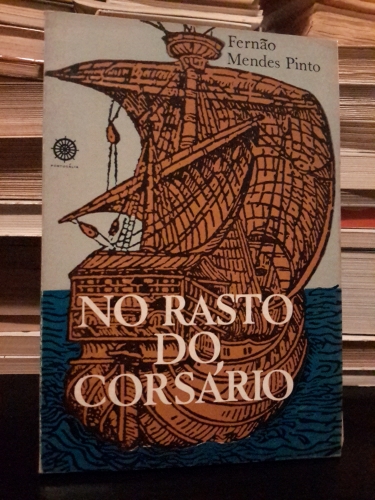 Fernão
Mendes Pinto
NO RASTO
DO
CORSÁRIO